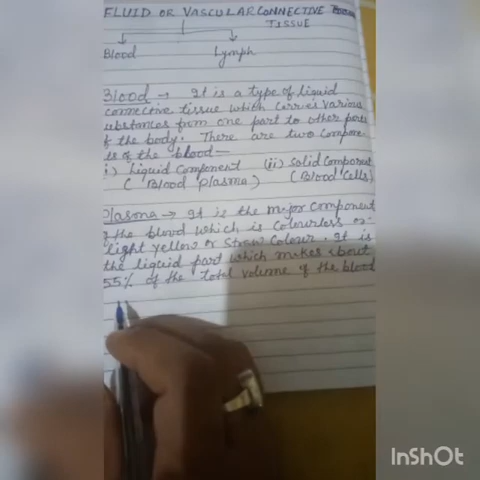 FLUID OR VASCULAR CONNECTIVE
TISSUE
Blood Lymph
Blood → It is a type of liquid
connective tissue which carries various
ubstances from one part to other parts
f the body. There are two compone
ts of the blood—
i) Liquid Component (ii) Solid Component
(Blood plasma) (Blood Cells)
Plasma → It is the major component
of the blood which is colourless or
light yellow or straw colour. It is
the liquid part which makes about
55% of the total volume of the blood
InShOt